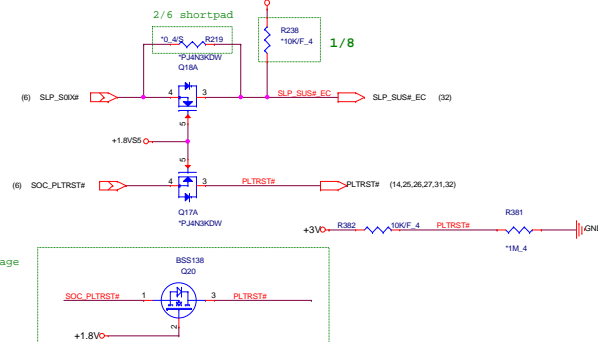 2/6 shortpad
*0_4/S R219
R238
*10K/F_4
1/8
*PJ4N3KDW
Q18A
(6) SLP_S0IX# 4 3 SLP_SUS#_EC SLP_SUS#_EC (32)
5
+1.8VS5
5
(6) SOC_PLTRST# 4 3 PLTRST# PLTRST# (14,25,26,27,31,32)
Q17A
*PJ4N3KDW
+3V R382 10K/F_4 PLTRST# R381 GND
*1M_4
age
BSS138
Q20
SOC_PLTRST# 1 3 PLTRST#
2
+1.8V